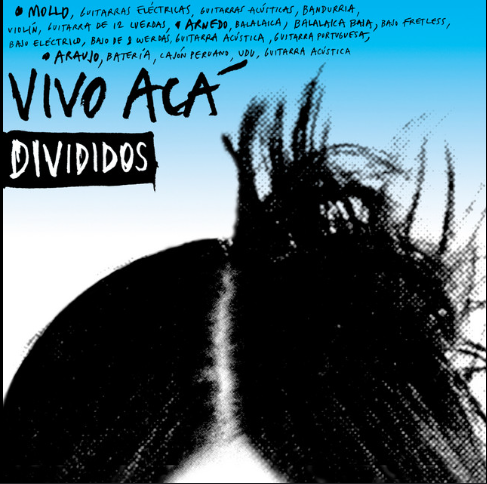 MOLLO, GUITARRAS ELÉCTRICAS, GUITARRAS ACÚSTICAS, BANDURRIA,
VIOLÍN, GUITARRA DE 12 CUERDAS, ARNEDO, BALALAICA, BALALAICA BAJA, BAJO FRETLESS,
BAJO ELÉCTRICO, BAJO DE 8 CUERDAS, GUITARRA ACÚSTICA, GUITARRA PORTUGUESA,
ARAUJO, BATERÍA, CAJÓN PERUANO, UDU, GUITARRA ACÚSTICA
VIVO ACÁ
DIVIDIDOS